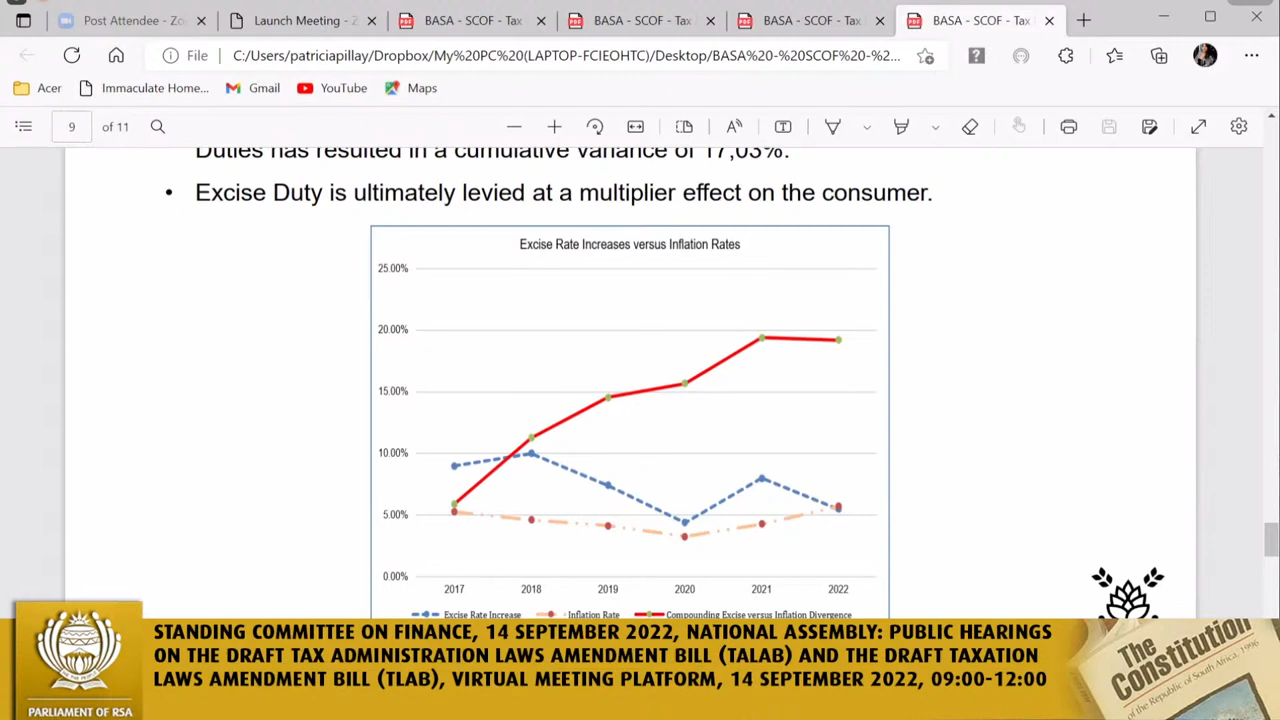 Post Attendee - Zo
Launch Meeting - Z
BASA - SCOF - Tax
BASA - SCOF - Tax
BASA - SCOF - Tax
BASA - SCOF - Tax
File
C:/Users/patriciapillay/Dropbox/My%20PC%20(LAPTOP-FCIEOHTC)/Desktop/BASA%20-%20SCOF%20-%2...
Acer
Immaculate Home...
Gmail
YouTube
Maps
9 of 11
Duties has resulted in a cumulative variance of 17,03%.
• Excise Duty is ultimately levied at a multiplier effect on the consumer.
Excise Rate Increases versus Inflation Rates
25.00%
20.00%
15.00%
10.00%
5.00%
0.00%
2017 2018 2019 2020 2021 2022
Excise Rate Increase Inflation Rate Compounding Excise versus Inflation Divergence
STANDING COMMITTEE ON FINANCE, 14 SEPTEMBER 2022, NATIONAL ASSEMBLY: PUBLIC HEARINGS
ON THE DRAFT TAX ADMINISTRATION LAWS AMENDMENT BILL (TALAB) AND THE DRAFT TAXATION
LAWS AMENDMENT BILL (TLAB), VIRTUAL MEETING PLATFORM, 14 SEPTEMBER 2022, 09:00-12:00
PARLIAMENT OF RSA
The
Constitution
of the Republic of South Africa, 1996